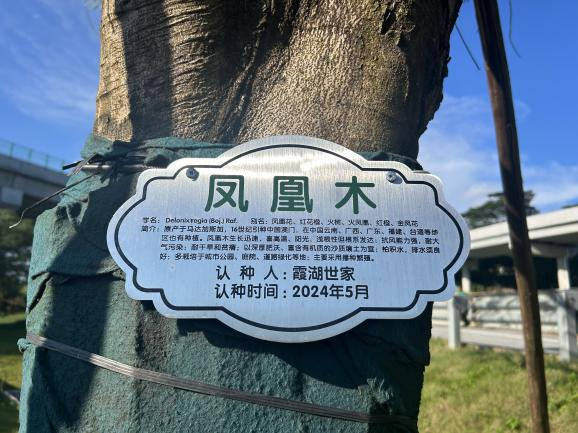 凤凰木
学名：Delonix regia (Boj.) Raf. 别名：凤凰花、红花楹、火树、火凤凰、红楹、金凤花
简介：原产于马达加斯加，16世纪引种中国澳门，在中国云南、广西、广东、福建、台湾等地
区也有种植。凤凰木生长迅速，喜高温、阳光，浅根性但根系发达；抗风能力强，耐大
气污染；耐干旱和瘠薄；以深厚肥沃、富含有机质的沙质壤土为宜；怕积水，排水须良
好；多栽培于城市公园、庭院、道路绿化等地；主要采用播种繁殖。
认 种 人：霞湖世家
认种时间：2024年5月